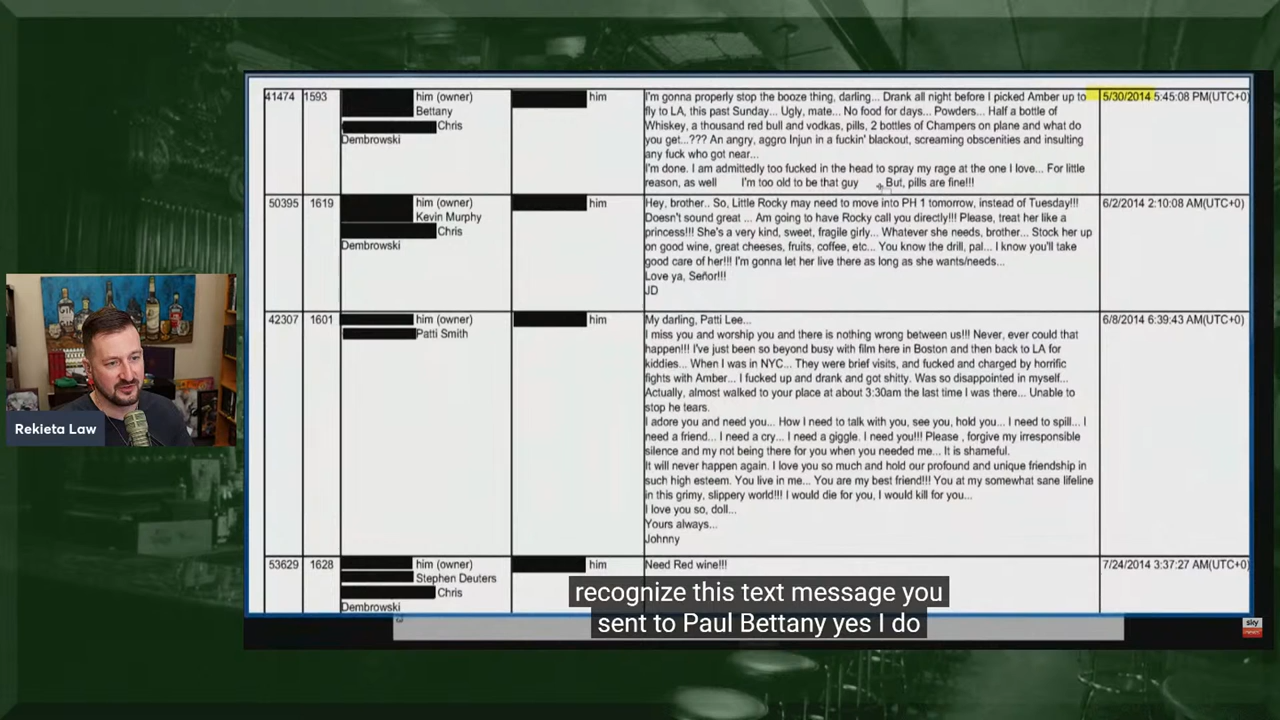 41474 1593 him (owner) him I'm gonna properly stop the booze thing, darling... Drank all night before I picked Amber up to 5/30/2014 5:45:08 PM(UTC+0)
Bettany fly to LA, this past Sunday... Ugly, mate... No food for days... Powders... Half a bottle of
Chris Whiskey, a thousand red bull and vodkas, pills, 2 bottles of Champers on plane and what do
Dembrowski you get...??? An angry, aggro Injun in a fuckin' blackout, screaming obscenities and insulting
any fuck who got near...
I'm done. I am admittedly too fucked in the head to spray my rage at the one I love... For little
reason, as well I'm too old to be that guy But, pills are fine!!!
50395 1619 him (owner) him Hey, brother.. So, Little Rocky may need to move into PH 1 tomorrow, instead of Tuesday!!! 6/2/2014 2:10:08 AM(UTC+0)
Kevin Murphy Doesn't sound great ... Am going to have Rocky call you directly!!! Please, treat her like a
Chris princess!!! She's a very kind, sweet, fragile girly... Whatever she needs, brother... Stock her up
Dembrowski on good wine, great cheeses, fruits, coffee, etc... You know the drill, pal... I know you'll take
good care of her!!! I'm gonna let her live there as long as she wants/needs...
Love ya, Señor!!!
JD
42307 1601 him (owner) him My darling, Patti Lee... 6/8/2014 6:39:43 AM(UTC+0)
Patti Smith I miss you and worship you and there is nothing wrong between us!!! Never, ever could that
happen!!! I've just been so beyond busy with film here in Boston and then back to LA for
kiddies... When I was in NYC... They were brief visits, and fucked and charged by horrific
fights with Amber... I fucked up and drank and got shitty. Was so disappointed in myself...
Actually, almost walked to your place at about 3:30am the last time I was there... Unable to
stop he tears.
I adore you and need you... How I need to talk with you, see you, hold you... I need to spill... I
need a friend... I need a cry... I need a giggle. I need you!!! Please , forgive my irresponsible
silence and my not being there for you when you needed me... It is shameful.
It will never happen again. I love you so much and hold our profound and unique friendship in
such high esteem. You live in me... You are my best friend!!! You at my somewhat sane lifeline
in this grimy, slippery world!!! I would die for you, I would kill for you...
I love you so, doll...
Yours always...
Johnny
53629 1628 him (owner) him Need Red wine!!! 7/24/2014 3:37:27 AM(UTC+0)
Stephen Deuters
Chris
Dembrowski
Rekieta Law
recognize this text message you
sent to Paul Bettany yes I do
sky
news